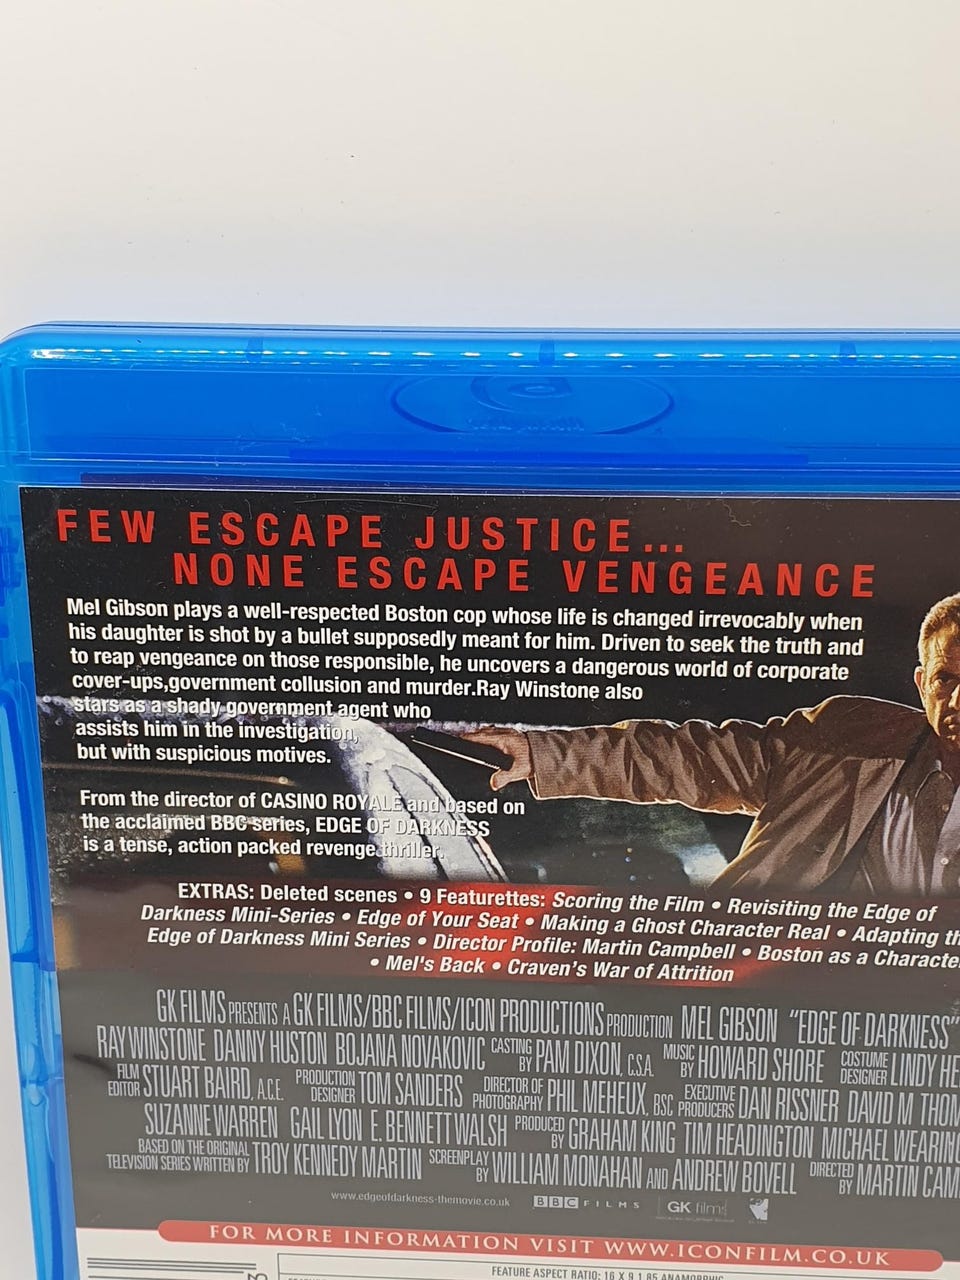 FEW ESCAPE JUSTICE...
NONE ESCAPE VENGEANCE
Mel Gibson plays a well-respected Boston cop whose life is changed irrevocably when
his daughter is shot by a bullet supposedly meant for him. Driven to seek the truth and
to reap vengeance on those responsible, he uncovers a dangerous world of corporate
cover-ups,government collusion and murder.Ray Winstone also
stars as a shady government agent who
assists him in the investigation,
but with suspicious motives.
From the director of CASINO ROYALE and based on
the acclaimed BBC series, EDGE OF DARKNESS
is a tense, action packed revenge thriller.
EXTRAS: Deleted scenes • 9 Featurettes: Scoring the Film • Revisiting the Edge of
Darkness Mini-Series • Edge of Your Seat • Making a Ghost Character Real • Adapting th
Edge of Darkness Mini Series • Director Profile: Martin Campbell • Boston as a Character
• Mel's Back • Craven's War of Attrition
GK FILMS PRESENTS A GK FILMS/BBC FILMS/ICON PRODUCTIONS PRODUCTION MEL GIBSON "EDGE OF DARKNESS"
RAY WINSTONE DANNY HUSTON BOJANA NOVAKOVIC CASTING BY PAM DIXON, C.S.A. MUSIC BY HOWARD SHORE COSTUME DESIGNER LINDY HE
FILM EDITOR STUART BAIRD, A.C.E. PRODUCTION DESIGNER TOM SANDERS DIRECTOR OF PHOTOGRAPHY PHIL MEHEUX, BSC EXECUTIVE PRODUCERS DAN RISSNER DAVID M THOM
SUZANNE WARREN GAIL LYON E. BENNETT WALSH PRODUCED BY GRAHAM KING TIM HEADINGTON MICHAEL WEARING
BASED ON THE ORIGINAL TELEVISION SERIES WRITTEN BY TROY KENNEDY MARTIN SCREENPLAY BY WILLIAM MONAHAN AND ANDREW BOVELL DIRECTED BY MARTIN CAM
www.edgeofdarkness-themovie.co.uk BBC FILMS GK films
FOR MORE INFORMATION VISIT WWW.ICONFILM.CO.UK
FEATURE ASPECT RATIO: 16 X 9 1.85 ANAMORPHIC